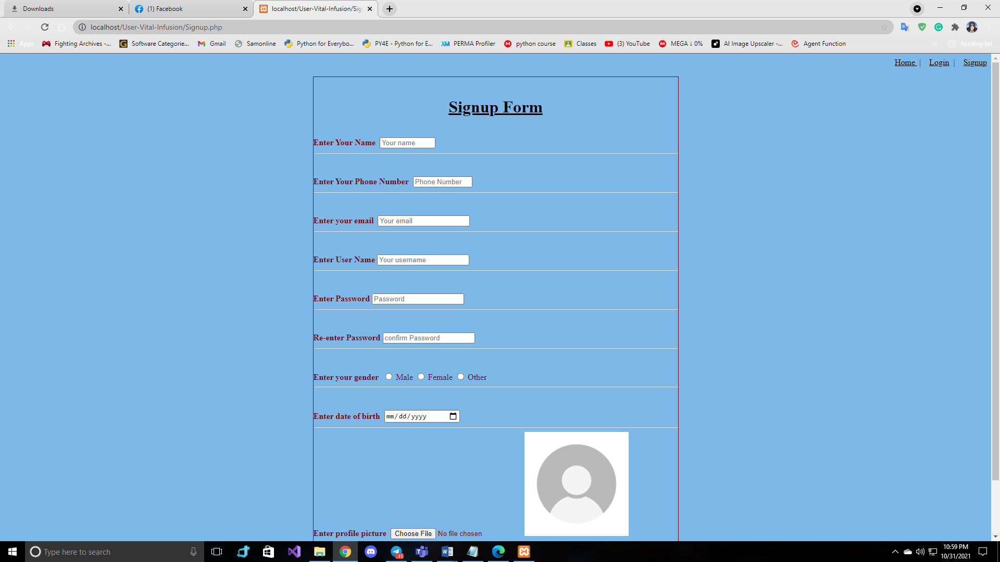 Downloads
(1) Facebook
localhost/User-Vital-Infusion/Sig
localhost/User-Vital-Infusion/Signup.php
Apps Fighting Archives -... Software Categorie... Gmail Samonline Python for Everybo... PY4E - Python for E... XM PERMA Profiler python course Classes (3) YouTube MEGA ↓ 0% AI Image Upscaler -... Agent Function » Reading list
Home | Login | Signup
Signup Form
Enter Your Name Your name
Enter Your Phone Number Phone Number
Enter your email Your email
Enter User Name Your username
Enter Password Password
Re-enter Password confirm Password
Enter your gender Male Female Other
Enter date of birth mm/dd/yyyy
Enter profile picture Choose File No file chosen
Type here to search
.35
10:59 PM
10/31/2021